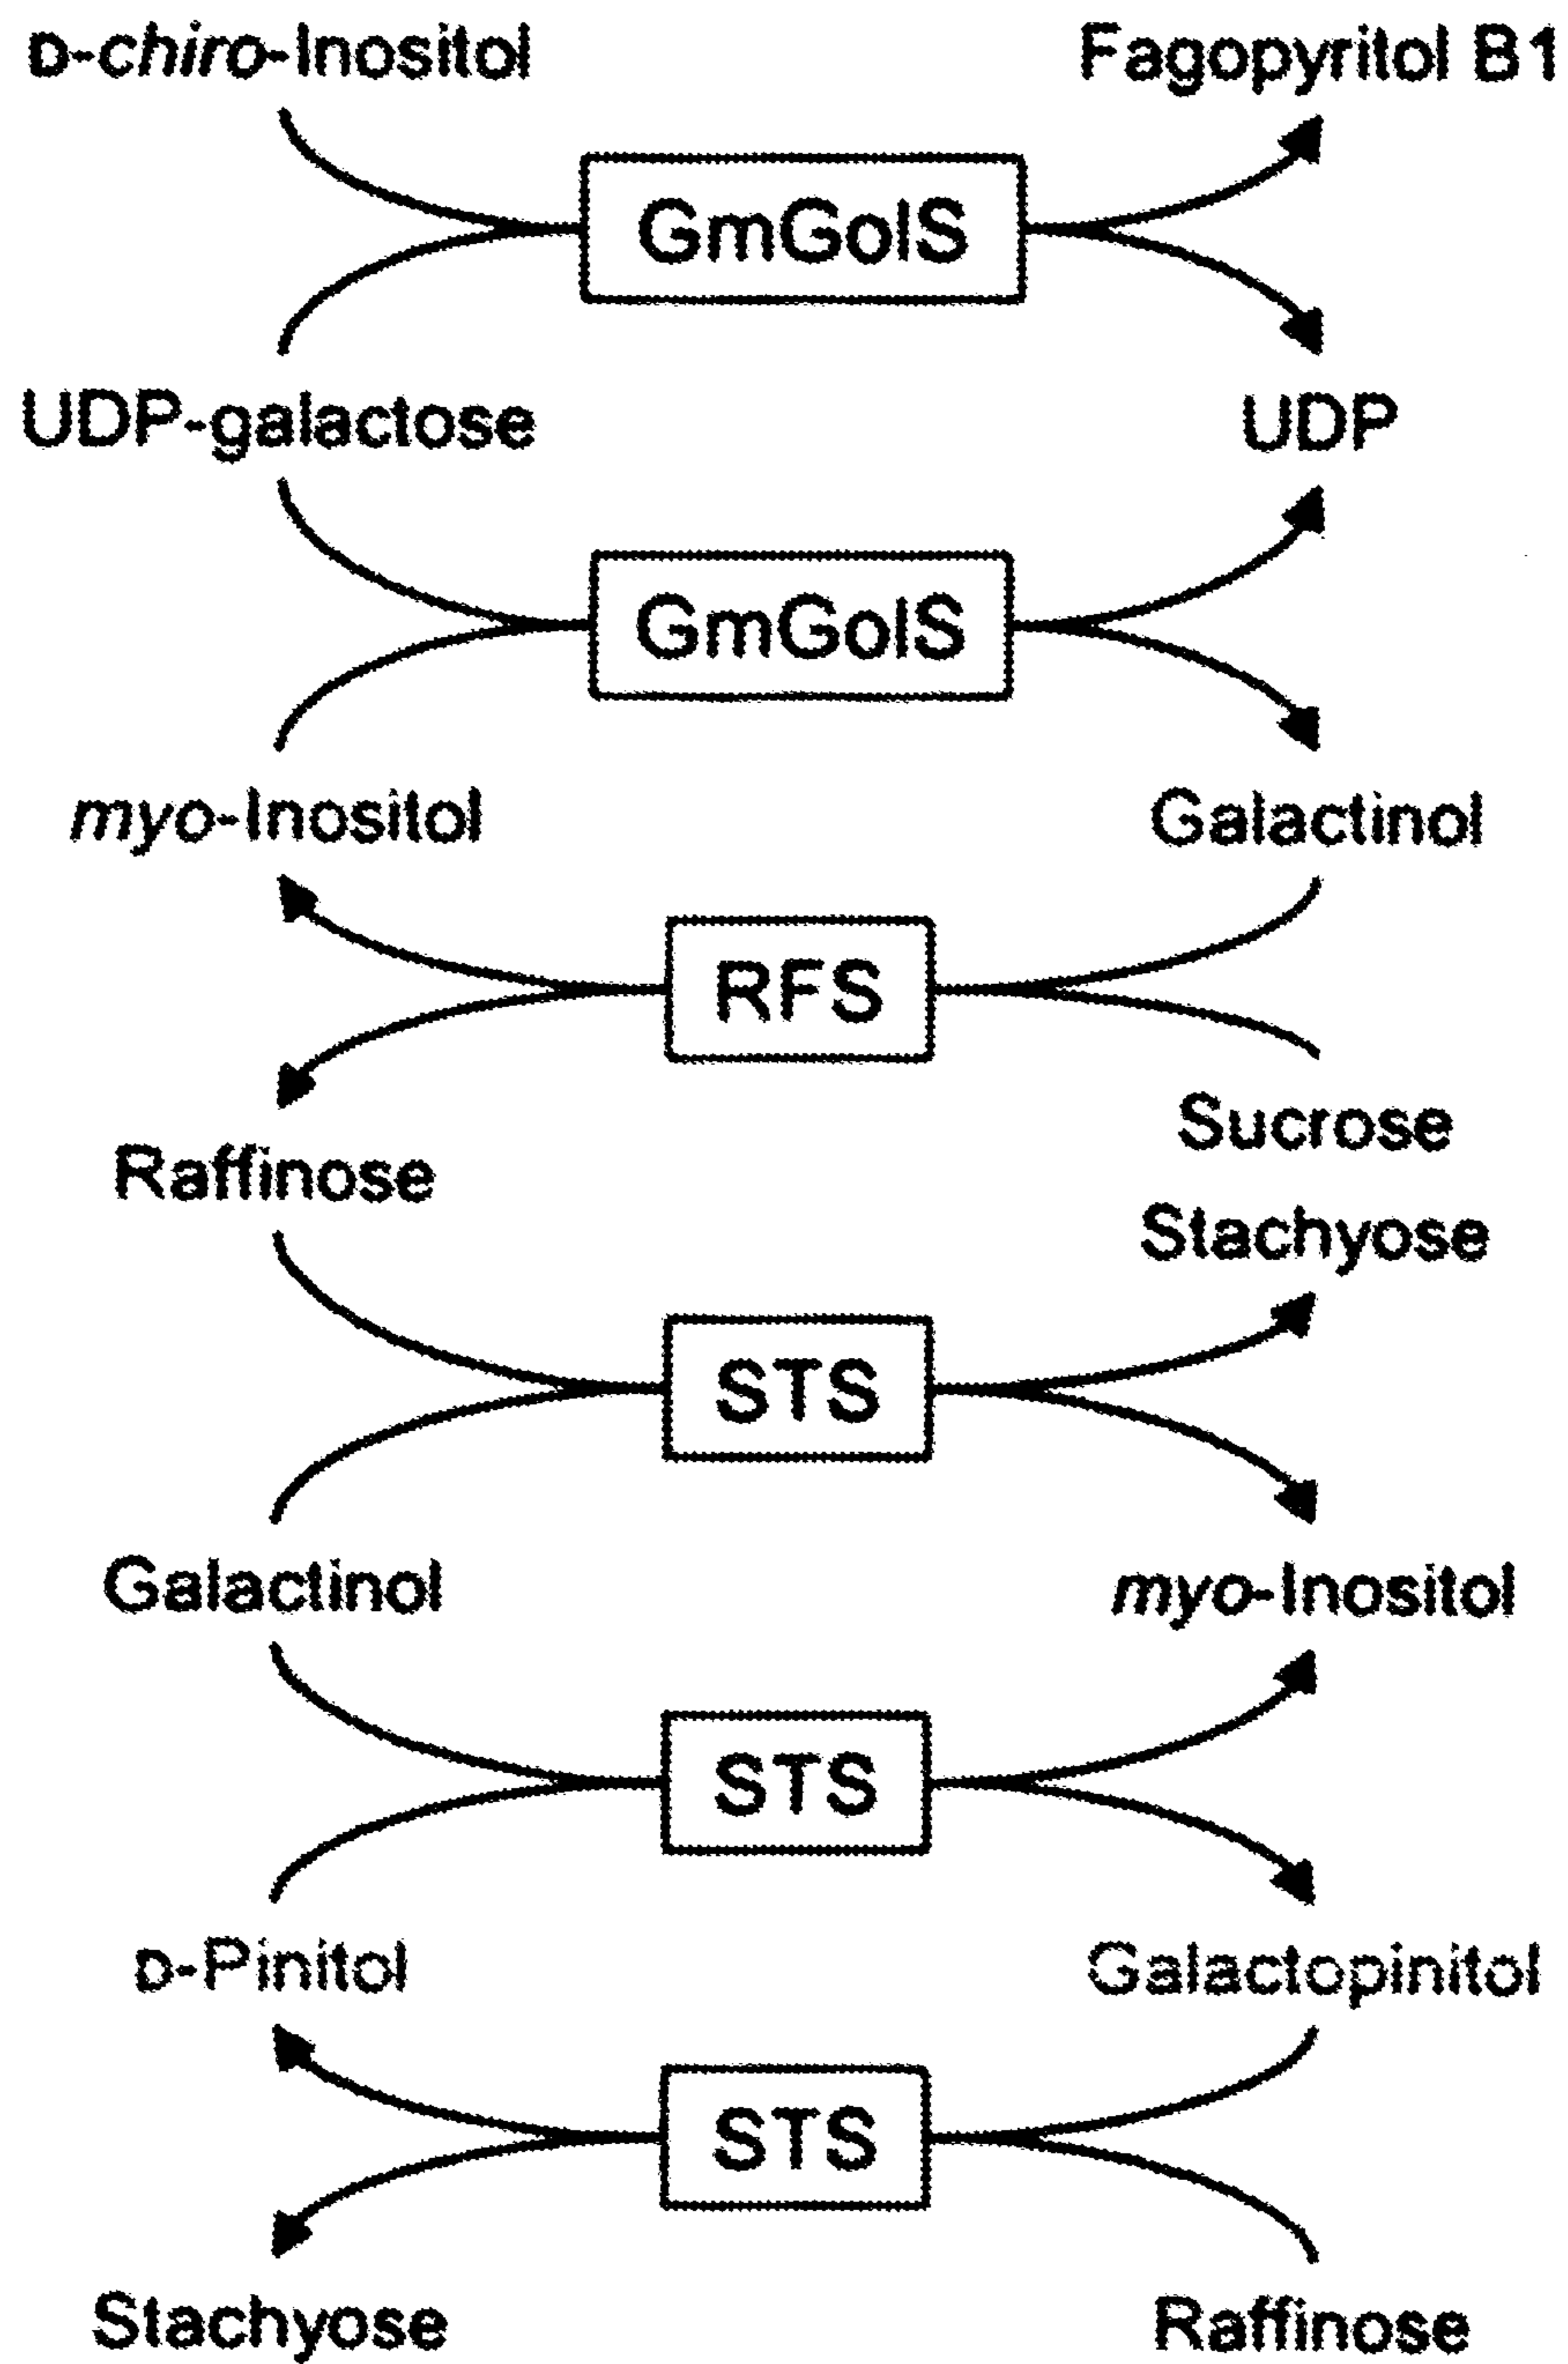 D-chiro-Inositol Fagopyritol B1
GmGolS
UDP-galactose UDP
GmGolS
myo-Inositol Galactinol
RFS
Sucrose
Raffinose
Stachyose
STS
Galactinol myo-Inositol
STS
D-Pinitol Galactopinitol
STS
Stachyose Raffinose